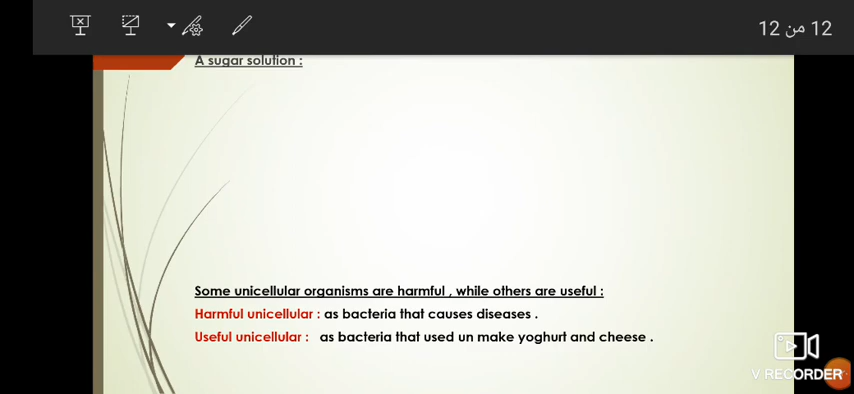 12 من 12
A sugar solution :
Some unicellular organisms are harmful , while others are useful :
Harmful unicellular : as bacteria that causes diseases .
Useful unicellular : as bacteria that used un make yoghurt and cheese .
V RECORDER